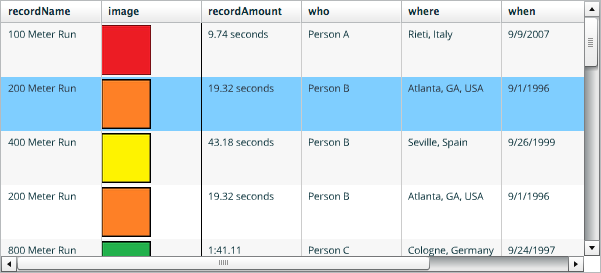 recordName image recordAmount who where when
100 Meter Run 9.74 seconds Person A Rieti, Italy 9/9/2007
200 Meter Run 19.32 seconds Person B Atlanta, GA, USA 9/1/1996
400 Meter Run 43.18 seconds Person B Seville, Spain 9/26/1999
200 Meter Run 19.32 seconds Person B Atlanta, GA, USA 9/1/1996
800 Meter Run 1:41.11 Person C Cologne, Germany 9/24/1997